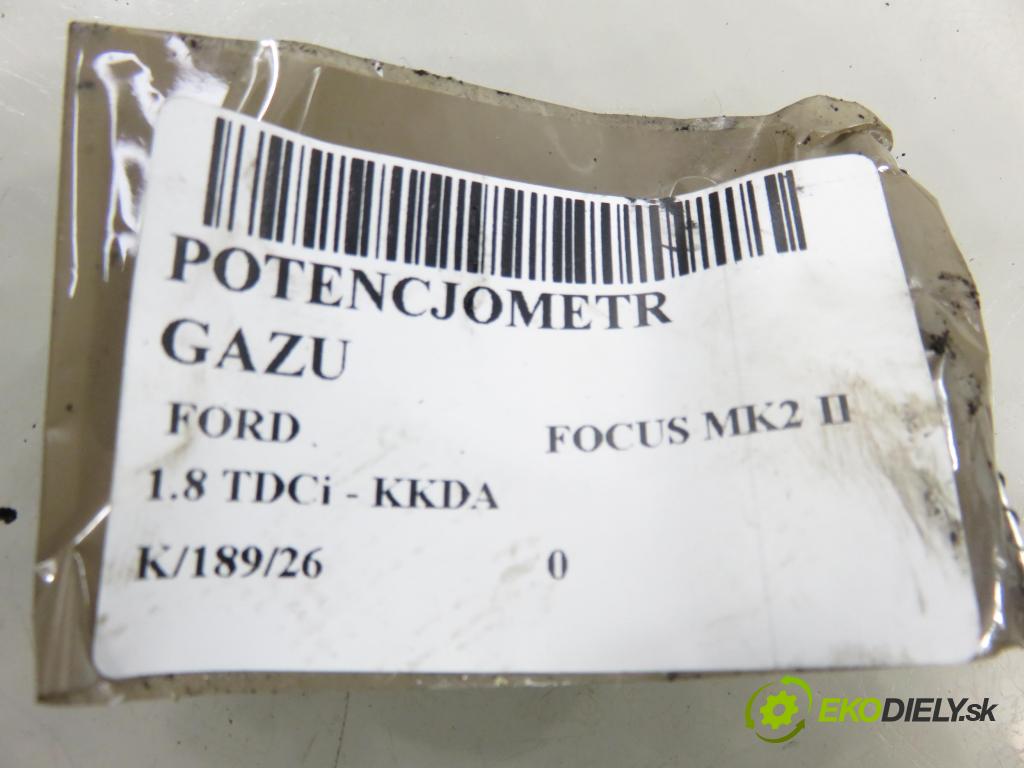 POTENCJOMETR
GAZU
FORD FOCUS MK2 II
1.8 TDCi - KKDA
K/189/26 0
EKODIELY.sk